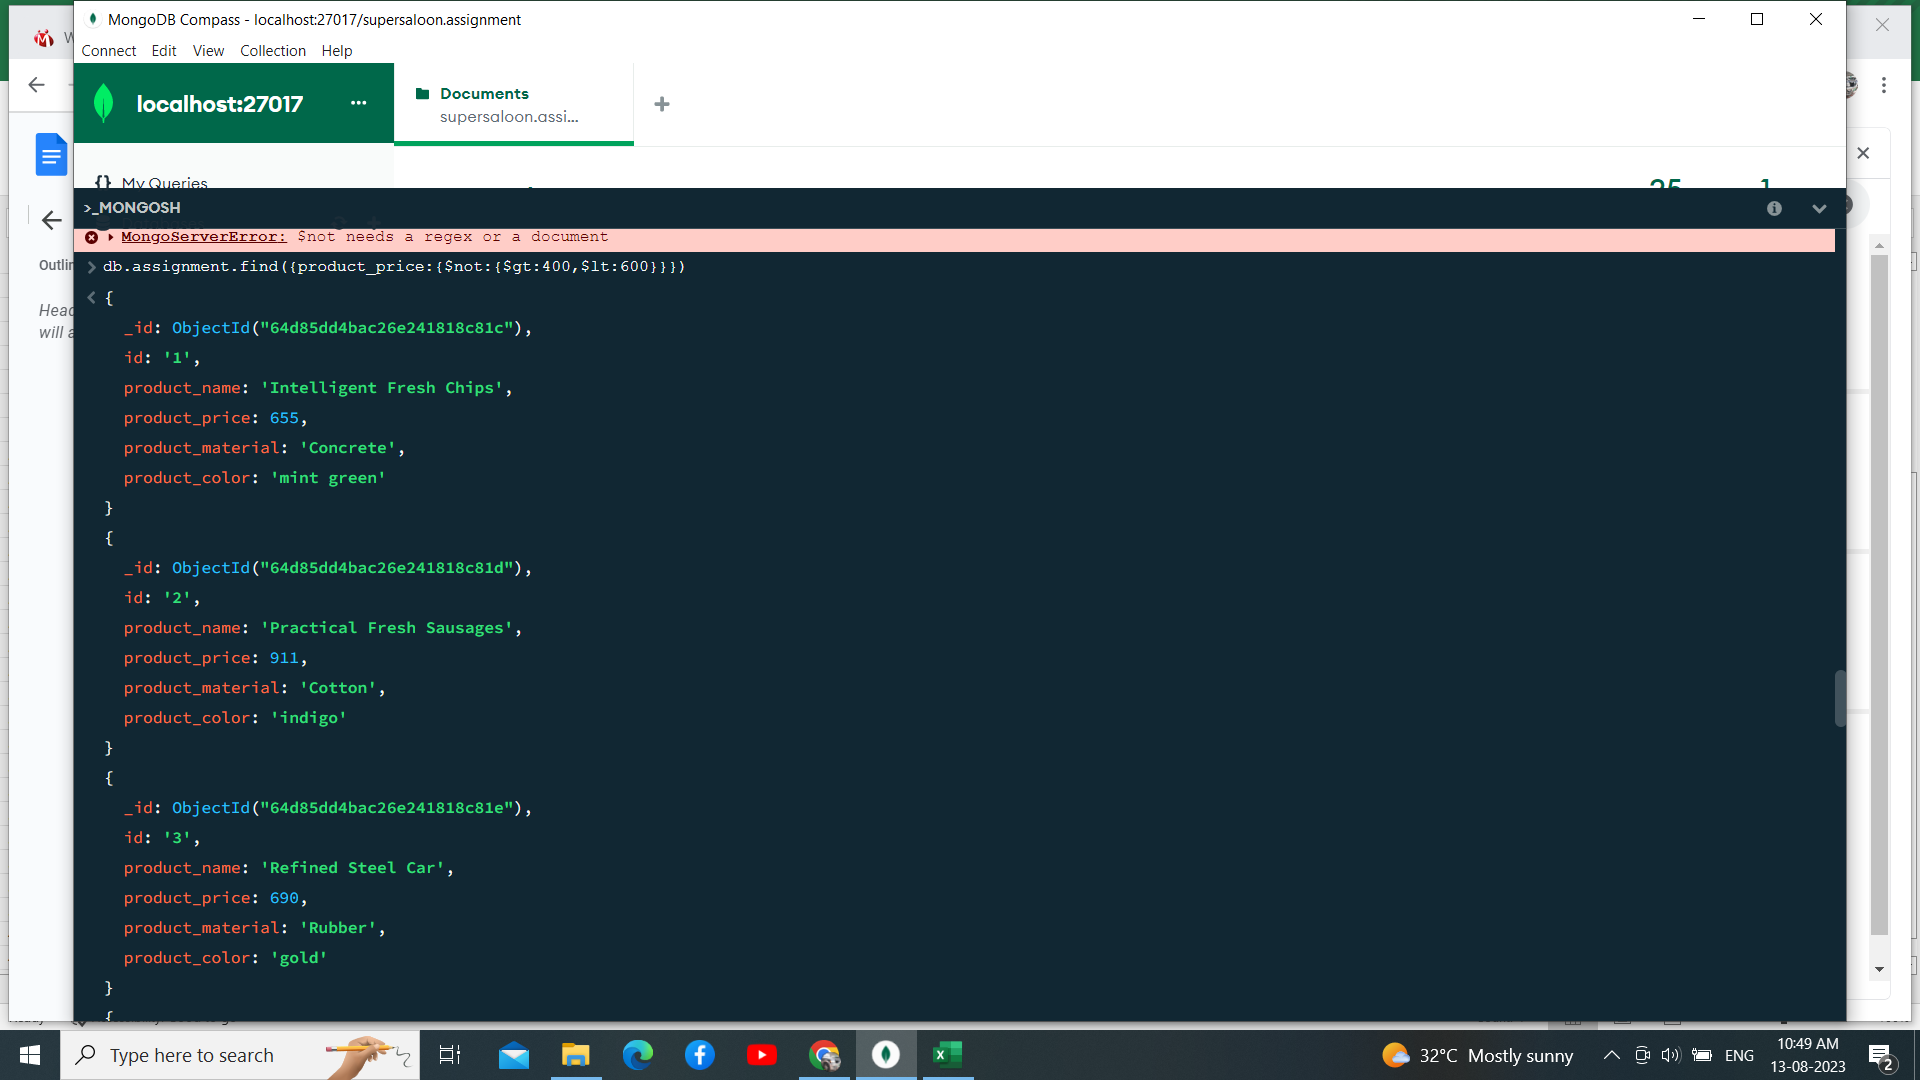 MongoDB Compass - localhost:27017/supersaloon.assignment
Connect Edit View Collection Help
localhost:27017
Documents
supersaloon.assi...
My Queries
>_MONGOSH
MongoServerError: $not needs a regex or a document
db.assignment.find({product_price:{$not:{$gt:400,$lt:600}}})
{
_id: ObjectId("64d85dd4bac26e241818c81c"),
id: '1',
product_name: 'Intelligent Fresh Chips',
product_price: 655,
product_material: 'Concrete',
product_color: 'mint green'
}
{
_id: ObjectId("64d85dd4bac26e241818c81d"),
id: '2',
product_name: 'Practical Fresh Sausages',
product_price: 911,
product_material: 'Cotton',
product_color: 'indigo'
}
{
_id: ObjectId("64d85dd4bac26e241818c81e"),
id: '3',
product_name: 'Refined Steel Car',
product_price: 690,
product_material: 'Rubber',
product_color: 'gold'
}
{
Outlin
Head
will a
Type here to search
32°C Mostly sunny
ENG
10:49 AM
13-08-2023
2